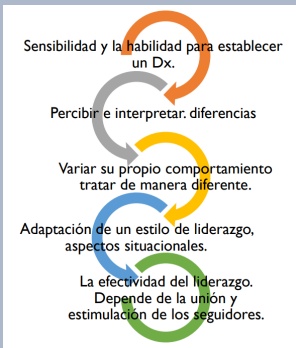 Sensibilidad y la habilidad para establecer
un Dx.
Percibir e interpretar. diferencias
Variar su propio comportamiento
tratar de manera diferente.
Adaptación de un estilo de liderazgo,
aspectos situacionales.
La efectividad del liderazgo.
Depende de la unión y
estimulación de los seguidores.